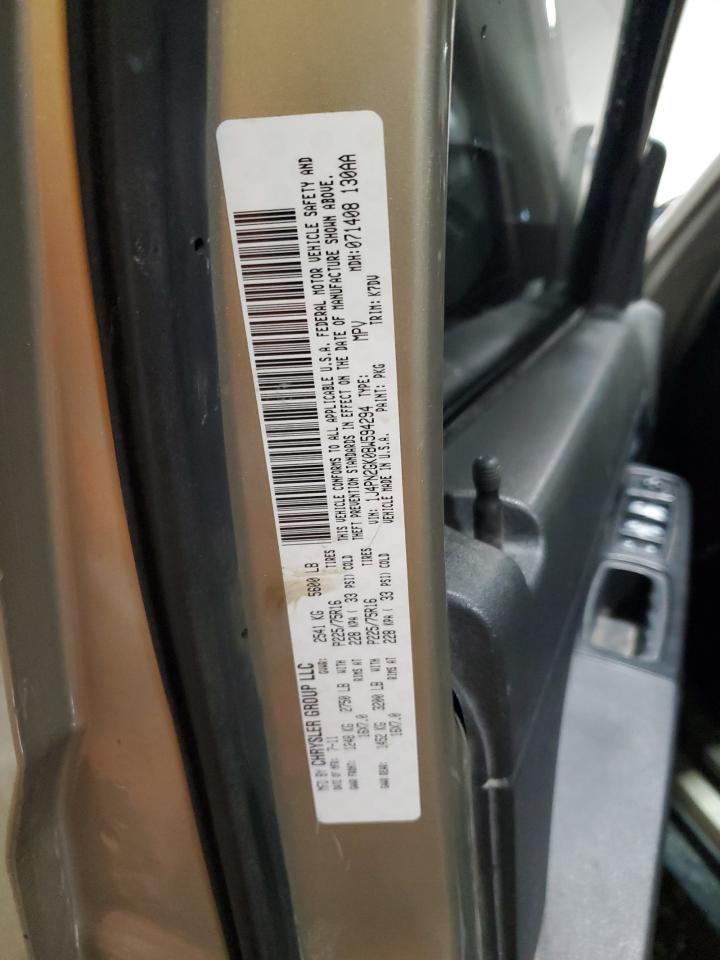 MFD BY CHRYSLER GROUP LLC
DATE OF MFR: 7-11 GVWR: 2541 KG 5600 LB
GAWR FRONT: 1248 KG 2750 LB WITH P225/75R16 TIRES
16X7.0 RIMS AT 228 KPA ( 33 PSI) COLD
GAWR REAR: 1452 KG 3200 LB WITH P225/75R16 TIRES
16X7.0 RIMS AT 228 KPA ( 33 PSI) COLD
THIS VEHICLE CONFORMS TO ALL APPLICABLE U.S.A. FEDERAL MOTOR VEHICLE SAFETY AND
THEFT PREVENTION STANDARDS IN EFFECT ON THE DATE OF MANUFACTURE SHOWN ABOVE.
VIN: 1J4PN2GK0BW594294 TYPE: MPV MDH:071408 130AA
VEHICLE MADE IN U.S.A. PAINT: PKG TRIM: K7DV